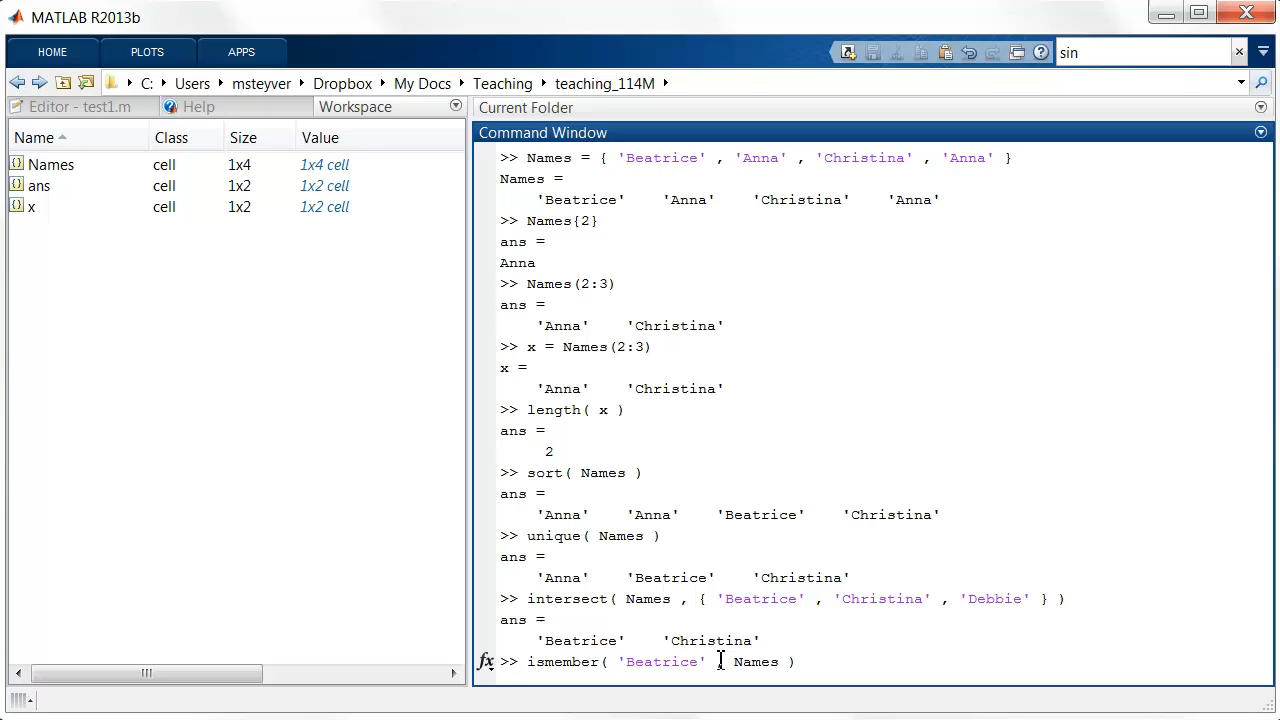 MATLAB R2013b
HOME PLOTS APPS sin
C: Users msteyver Dropbox My Docs Teaching teaching_114M
Editor - test1.m Help Workspace
Name Class Size Value
Names cell 1x4 1x4 cell
ans cell 1x2 1x2 cell
x cell 1x2 1x2 cell
Current Folder
Command Window
>> Names = { 'Beatrice' , 'Anna' , 'Christina' , 'Anna' }
Names =
'Beatrice' 'Anna' 'Christina' 'Anna'
>> Names{2}
ans =
Anna
>> Names(2:3)
ans =
'Anna' 'Christina'
>> x = Names(2:3)
x =
'Anna' 'Christina'
>> length( x )
ans =
2
>> sort( Names )
ans =
'Anna' 'Anna' 'Beatrice' 'Christina'
>> unique( Names )
ans =
'Anna' 'Beatrice' 'Christina'
>> intersect( Names , { 'Beatrice' , 'Christina' , 'Debbie' } )
ans =
'Beatrice' 'Christina'
fx >> ismember( 'Beatrice' , Names )